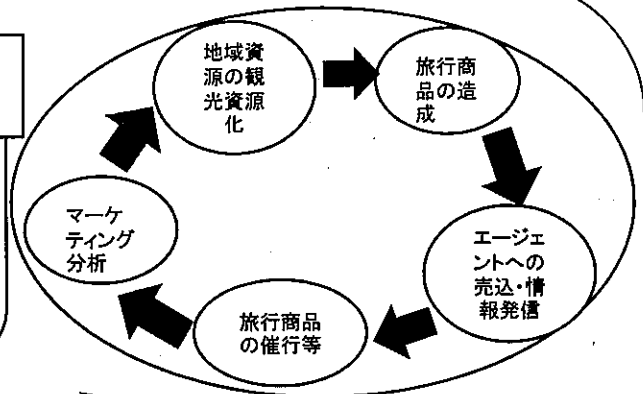 地域資
源の観
光資源
化
旅行商
品の造
成
エージェ
ントへの
売込・情
報発信
旅行商品
の催行等
マーケ
ティング
分析